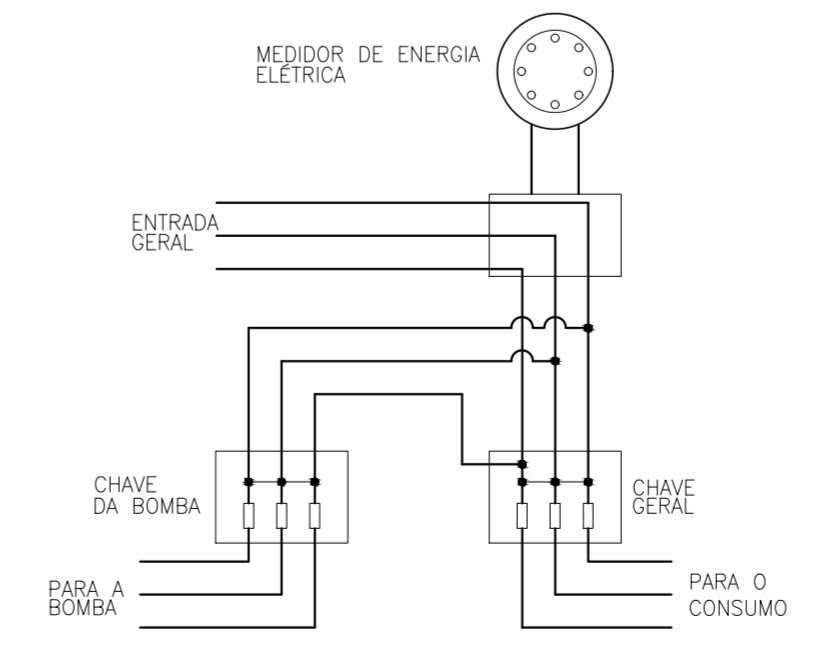 MEDIDOR DE ENERGIA
ELÉTRICA
ENTRADA
GERAL
CHAVE
DA BOMBA
CHAVE
GERAL
PARA A
BOMBA
PARA O
CONSUMO